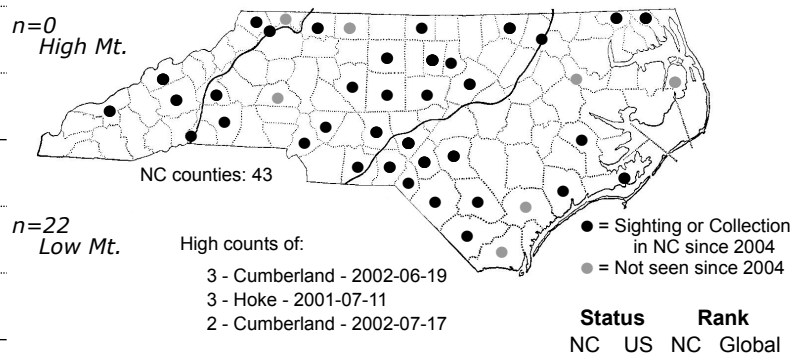 n=0
High Mt.
NC counties: 43
n=22
Low Mt.
High counts of:
3 - Cumberland - 2002-06-19
3 - Hoke - 2001-07-11
2 - Cumberland - 2002-07-17
= Sighting or Collection
in NC since 2004
= Not seen since 2004
Status Rank
NC US NC Global